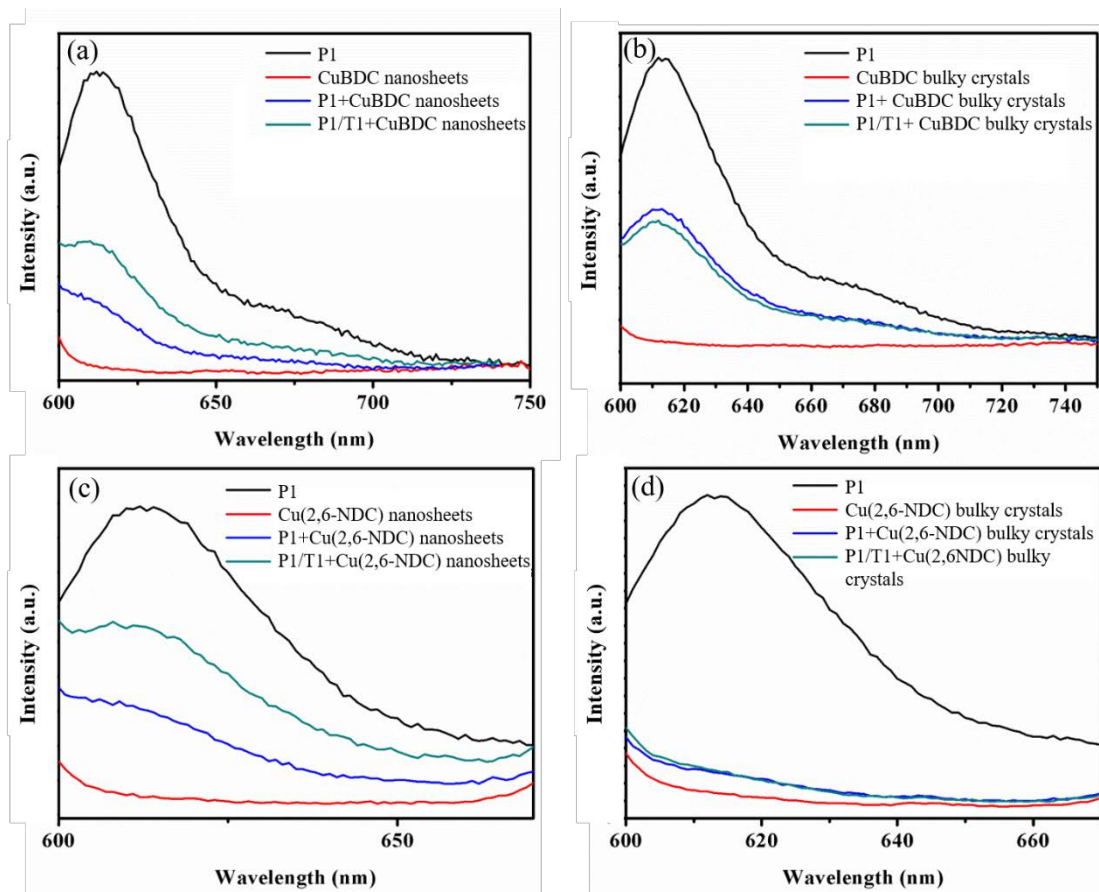 (a)
P1
CuBDC nanosheets
P1+CuBDC nanosheets
P1/T1+CuBDC nanosheets
Intensity (a.u.)
600 650 700 750
Wavelength (nm)
(b)
P1
CuBDC bulky crystals
P1+ CuBDC bulky crystals
P1/T1+ CuBDC bulky crystals
Intensity (a.u.)
600 620 640 660 680 700 720 740
Wavelength (nm)
(c)
P1
Cu(2,6-NDC) nanosheets
P1+Cu(2,6-NDC) nanosheets
P1/T1+Cu(2,6-NDC) nanosheets
Intensity (a.u.)
600 650
Wavelength (nm)
(d)
P1
Cu(2,6-NDC) bulky crystals
P1+Cu(2,6-NDC) bulky crystals
P1/T1+Cu(2,6NDC) bulky
crystals
Intensity (a.u.)
600 620 640 660
Wavelength (nm)